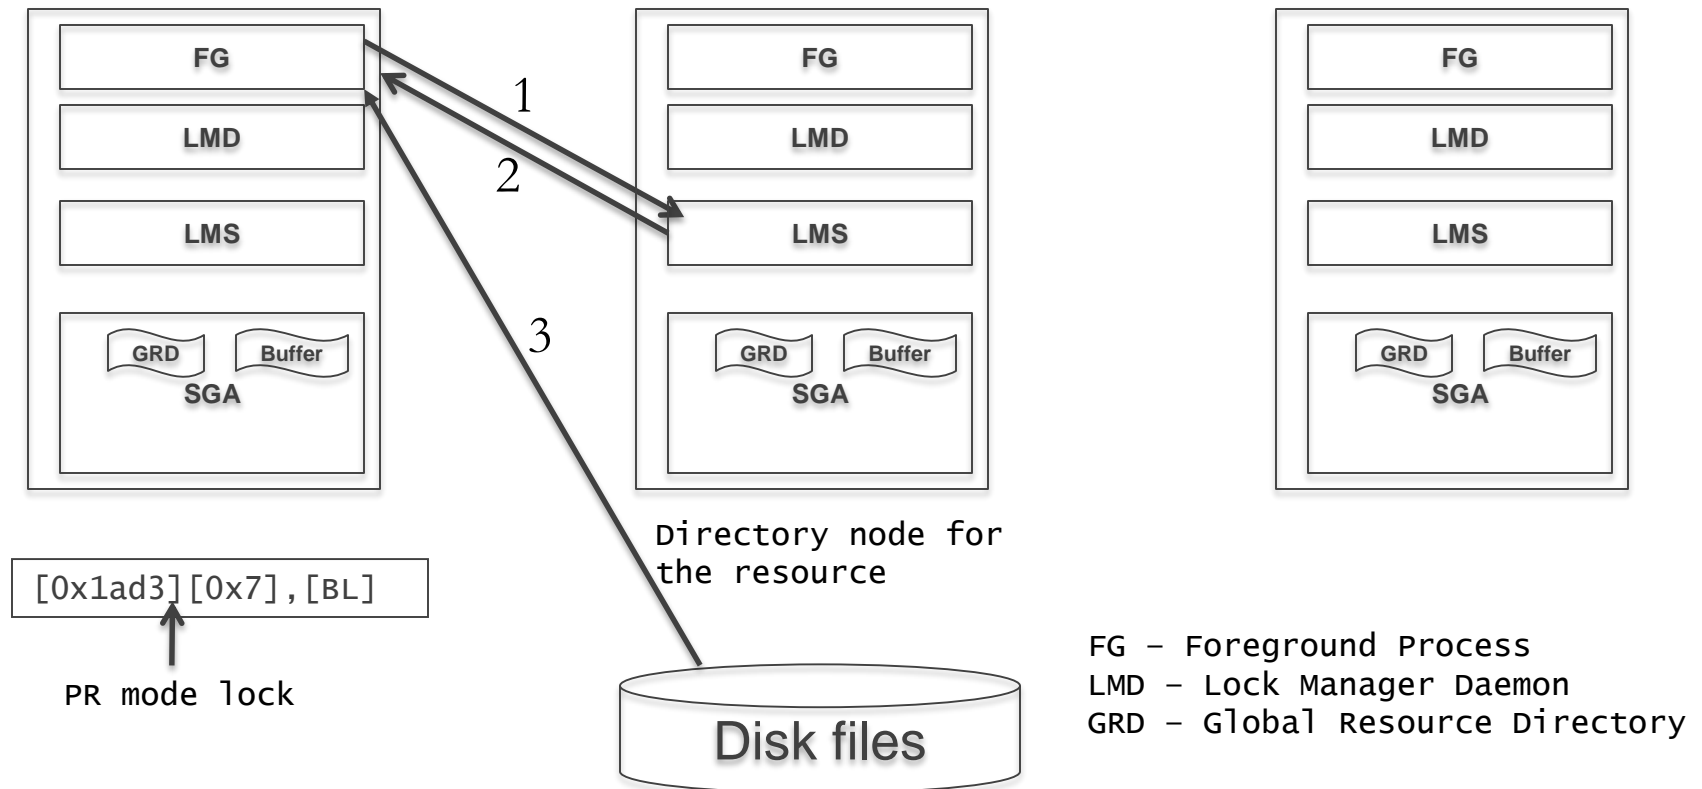 FG
LMD
LMS
GRD
Buffer
SGA
FG
LMD
LMS
GRD
Buffer
SGA
FG
LMD
LMS
GRD
Buffer
SGA
1
2
3
[0x1ad3][0x7],[BL]
PR mode lock
Directory node for
the resource
Disk files
FG – Foreground Process
LMD – Lock Manager Daemon
GRD – Global Resource Directory